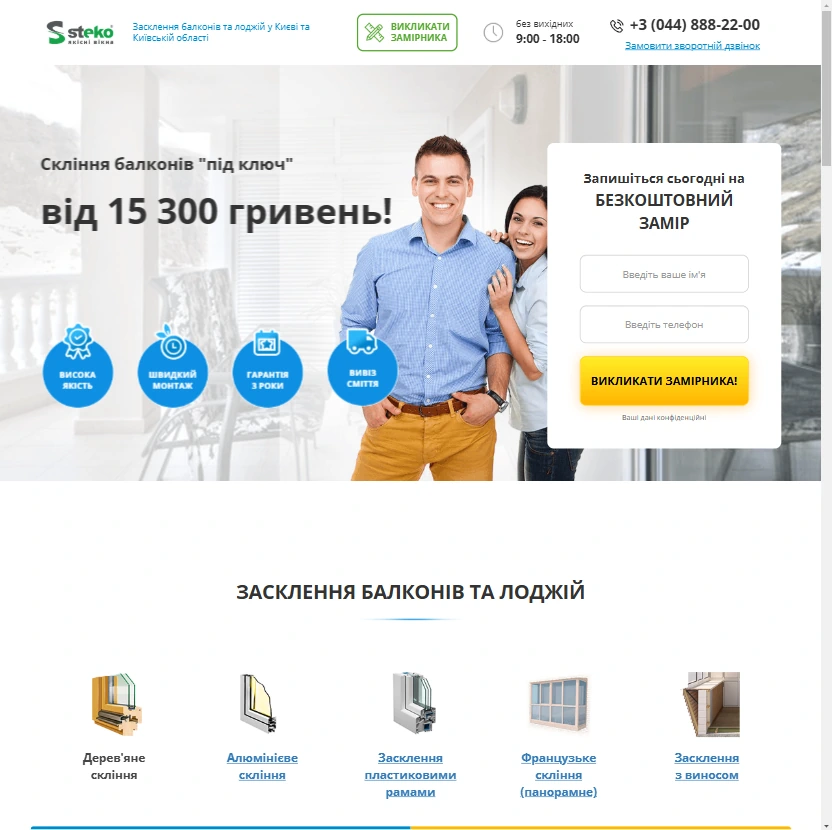 steko
якісні вікна
Засклення балконів та лоджій у Києві та
Київській області
ВИКЛИКАТИ
ЗАМІРНИКА
без вихідних
9:00 - 18:00
+3 (044) 888-22-00
Замовити зворотній дзвінок
Скління балконів "під ключ"
від 15 300 гривень!
ВИСОКА
ЯКІСТЬ
ШВИДКИЙ
МОНТАЖ
ГАРАНТІЯ
3 РОКИ
ВИВІЗ
СМІТТЯ
Запишіться сьогодні на
БЕЗКОШТОВНИЙ
ЗАМІР
Введіть ваше ім'я
Введіть телефон
ВИКЛИКАТИ ЗАМІРНИКА!
Ваші дані конфіденційні
ЗАСКЛЕННЯ БАЛКОНІВ ТА ЛОДЖІЙ
Дерев'яне
скління
Алюмінієве
скління
Засклення
пластиковими
рамами
Французьке
скління
(панорамне)
Засклення
з виносом